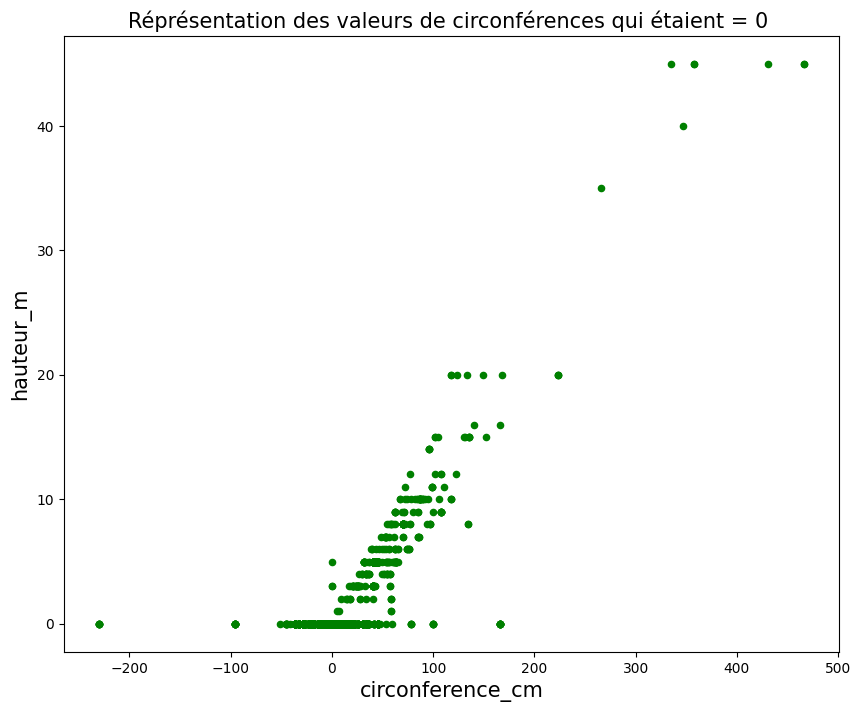 Réprésentation des valeurs de circonférences qui étaient = 0
hauteur_m
40
30
20
10
0
−200 −100 0 100 200 300 400 500
circonference_cm